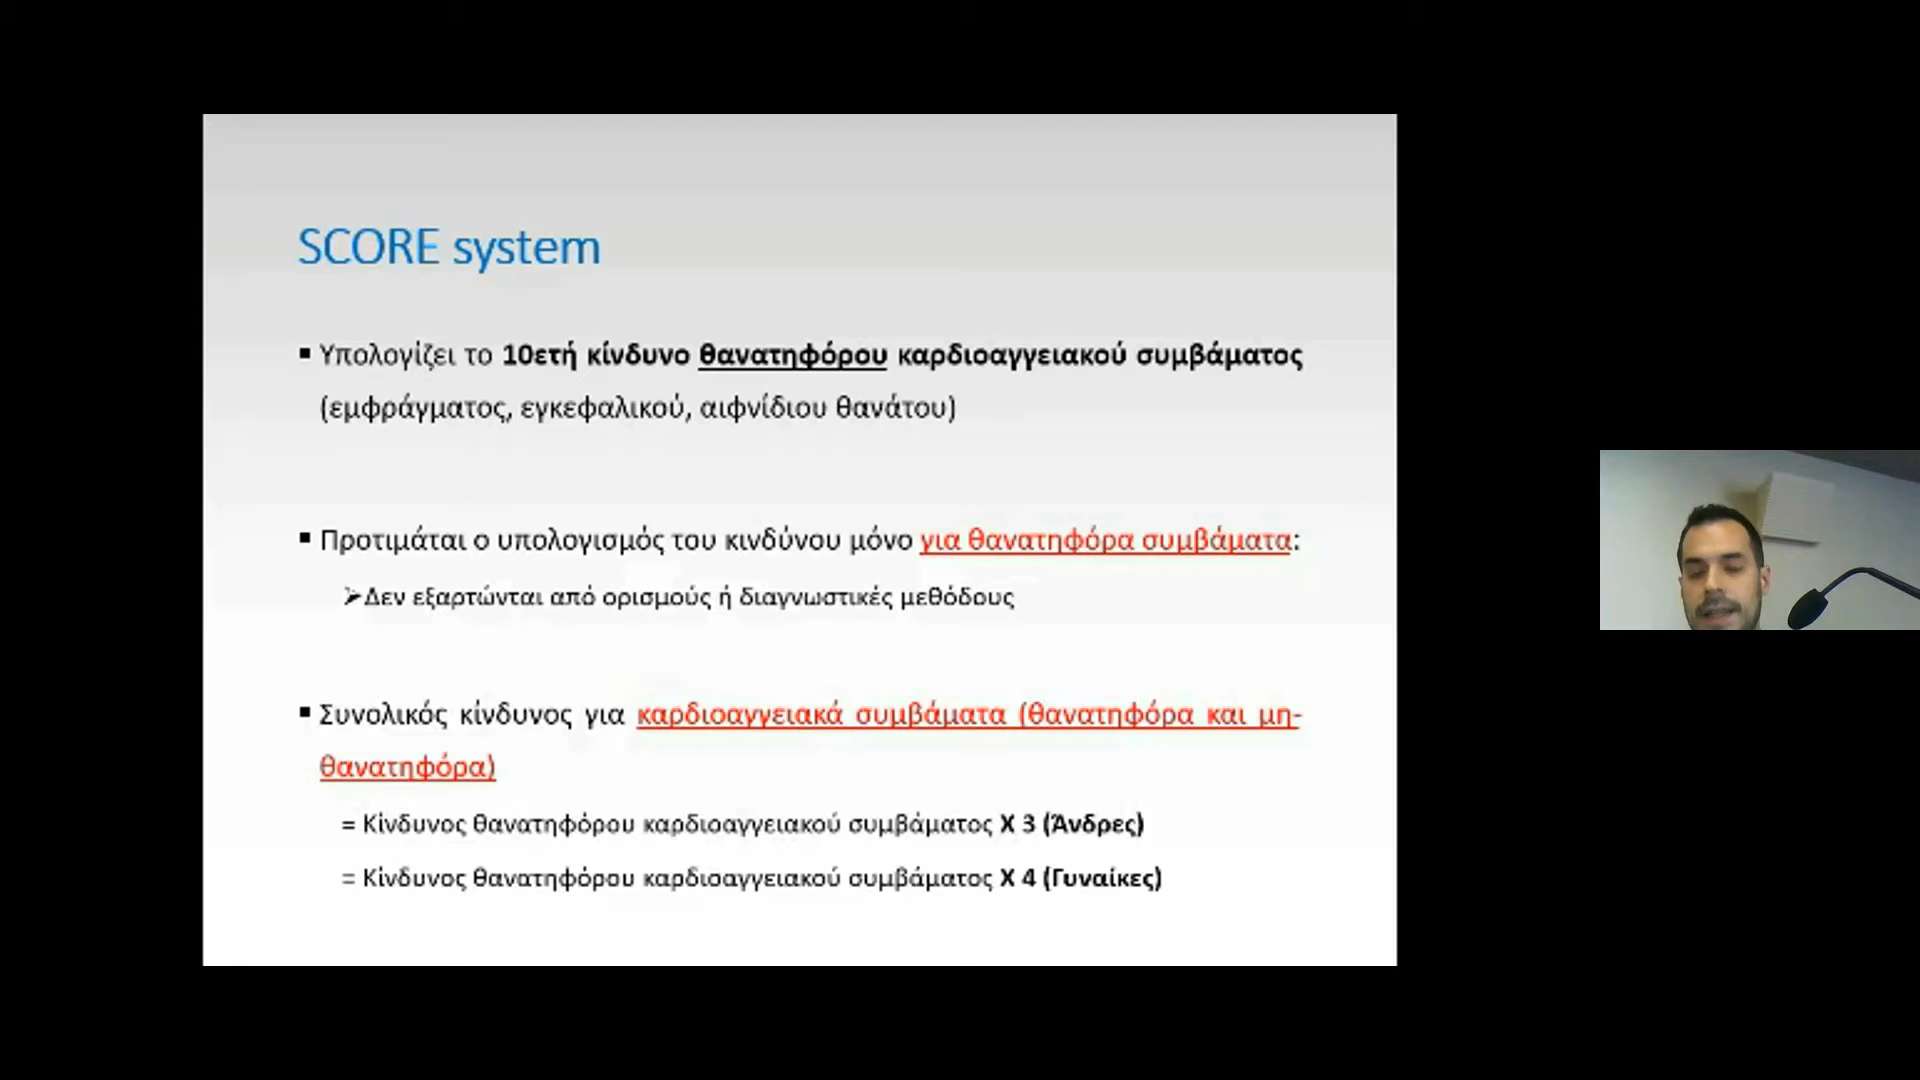 SCORE system
▪ Υπολογίζει το 10ετή κίνδυνο θανατηφόρου καρδιοαγγειακού συμβάματος
(εμφράγματος, εγκεφαλικού, αιφνίδιου θανάτου)
▪ Προτιμάται ο υπολογισμός του κινδύνου μόνο για θανατηφόρα συμβάματα:
➢Δεν εξαρτώνται από ορισμούς ή διαγνωστικές μεθόδους
▪ Συνολικός κίνδυνος για καρδιοαγγειακά συμβάματα (θανατηφόρα και μη-
θανατηφόρα)
= Κίνδυνος θανατηφόρου καρδιοαγγειακού συμβάματος Χ 3 (Άνδρες)
= Κίνδυνος θανατηφόρου καρδιοαγγειακού συμβάματος Χ 4 (Γυναίκες)